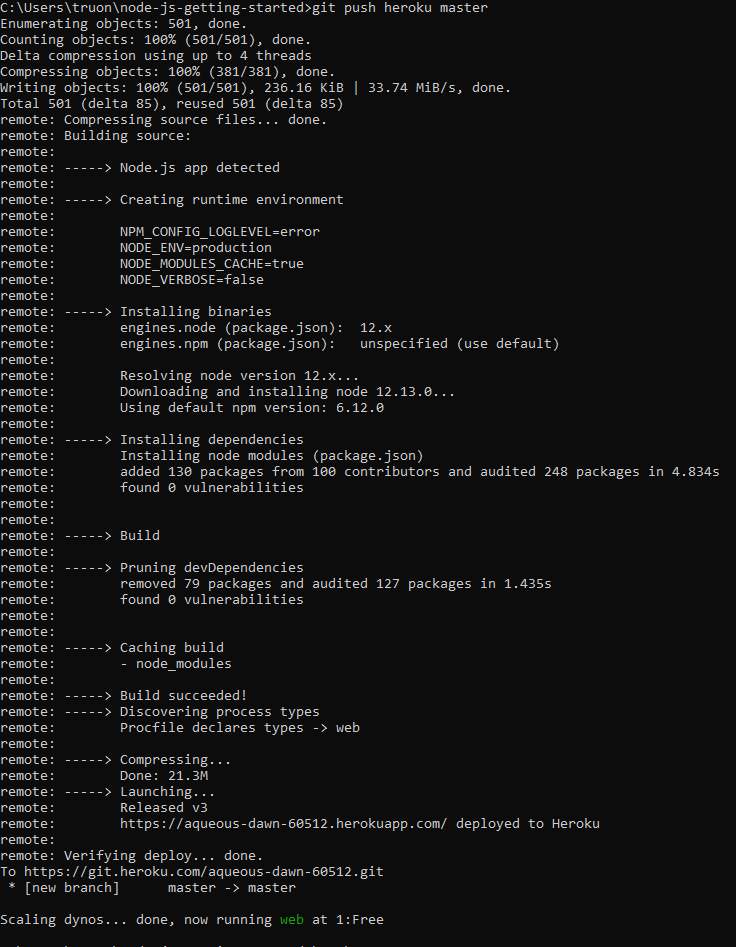 C:\Users\truon\node-js-getting-started>git push heroku master
Enumerating objects: 501, done.
Counting objects: 100% (501/501), done.
Delta compression using up to 4 threads
Compressing objects: 100% (381/381), done.
Writing objects: 100% (501/501), 236.16 KiB | 33.74 MiB/s, done.
Total 501 (delta 85), reused 501 (delta 85)
remote: Compressing source files... done.
remote: Building source:
remote:
remote: -----> Node.js app detected
remote:
remote: -----> Creating runtime environment
remote:
remote:        NPM_CONFIG_LOGLEVEL=error
remote:        NODE_ENV=production
remote:        NODE_MODULES_CACHE=true
remote:        NODE_VERBOSE=false
remote:
remote: -----> Installing binaries
remote:        engines.node (package.json):  12.x
remote:        engines.npm (package.json):   unspecified (use default)
remote:
remote:        Resolving node version 12.x...
remote:        Downloading and installing node 12.13.0...
remote:        Using default npm version: 6.12.0
remote:
remote: -----> Installing dependencies
remote:        Installing node modules (package.json)
remote:        added 130 packages from 100 contributors and audited 248 packages in 4.834s
remote:        found 0 vulnerabilities
remote:
remote:
remote: -----> Build
remote:
remote: -----> Pruning devDependencies
remote:        removed 79 packages and audited 127 packages in 1.435s
remote:        found 0 vulnerabilities
remote:
remote:
remote: -----> Caching build
remote:        - node_modules
remote:
remote: -----> Build succeeded!
remote: -----> Discovering process types
remote:        Procfile declares types -> web
remote:
remote: -----> Compressing...
remote:        Done: 21.3M
remote: -----> Launching...
remote:        Released v3
remote:        https://aqueous-dawn-60512.herokuapp.com/ deployed to Heroku
remote:
remote: Verifying deploy... done.
To https://git.heroku.com/aqueous-dawn-60512.git
 * [new branch]      master -> master
Scaling dynos... done, now running web at 1:Free